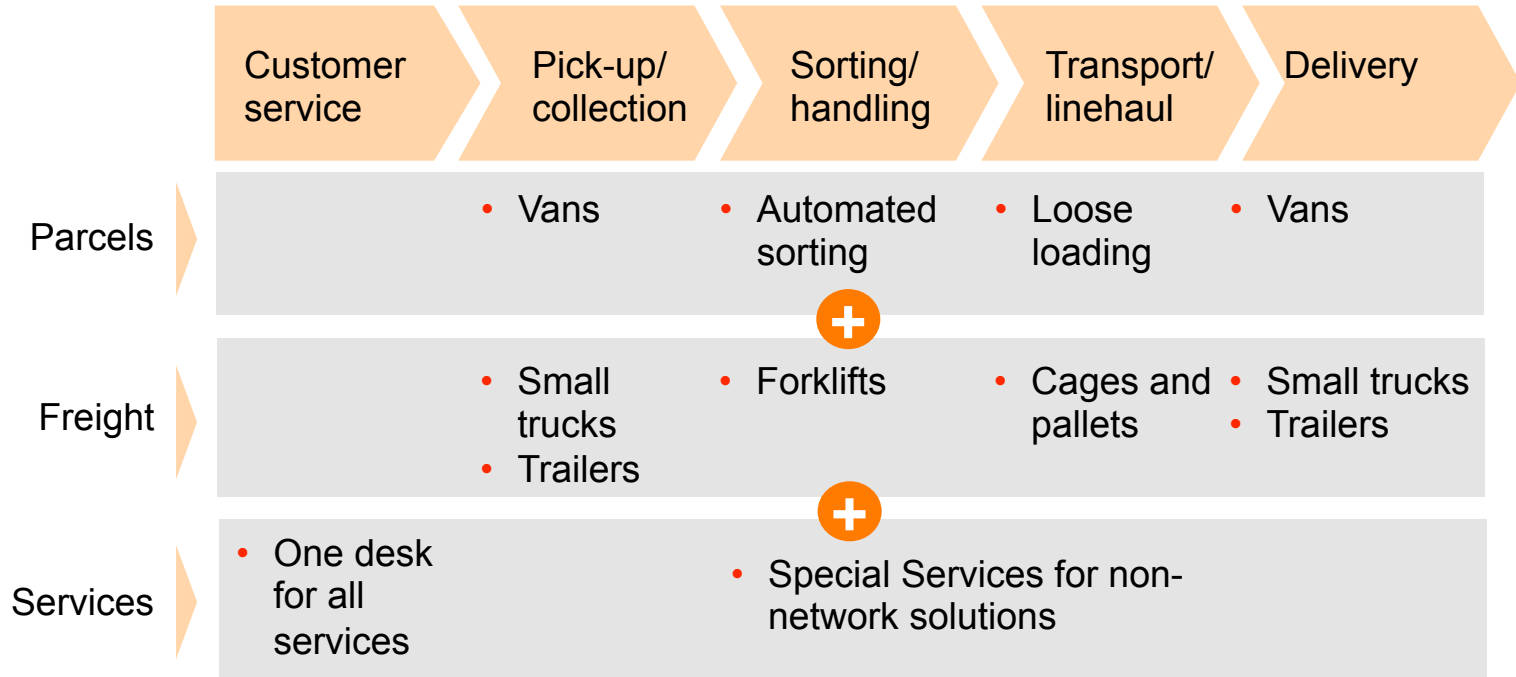 Customer
service
Pick-up/
collection
Sorting/
handling
Transport/
linehaul
Delivery
Parcels
• Vans
• Automated
sorting
• Loose
loading
• Vans
+
Freight
• Small
trucks
• Trailers
• Forklifts
• Cages and
pallets
• Small trucks
• Trailers
+
Services
• One desk
for all
services
• Special Services for non-
network solutions